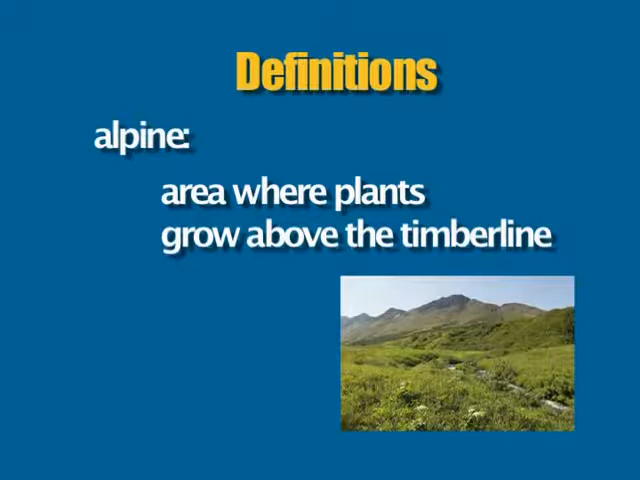 Definitions
alpine:
area where plants
grow above the timberline